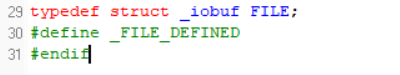 29 typedef struct _iobuf FILE;
30 #define _FILE_DEFINED
31 #endif